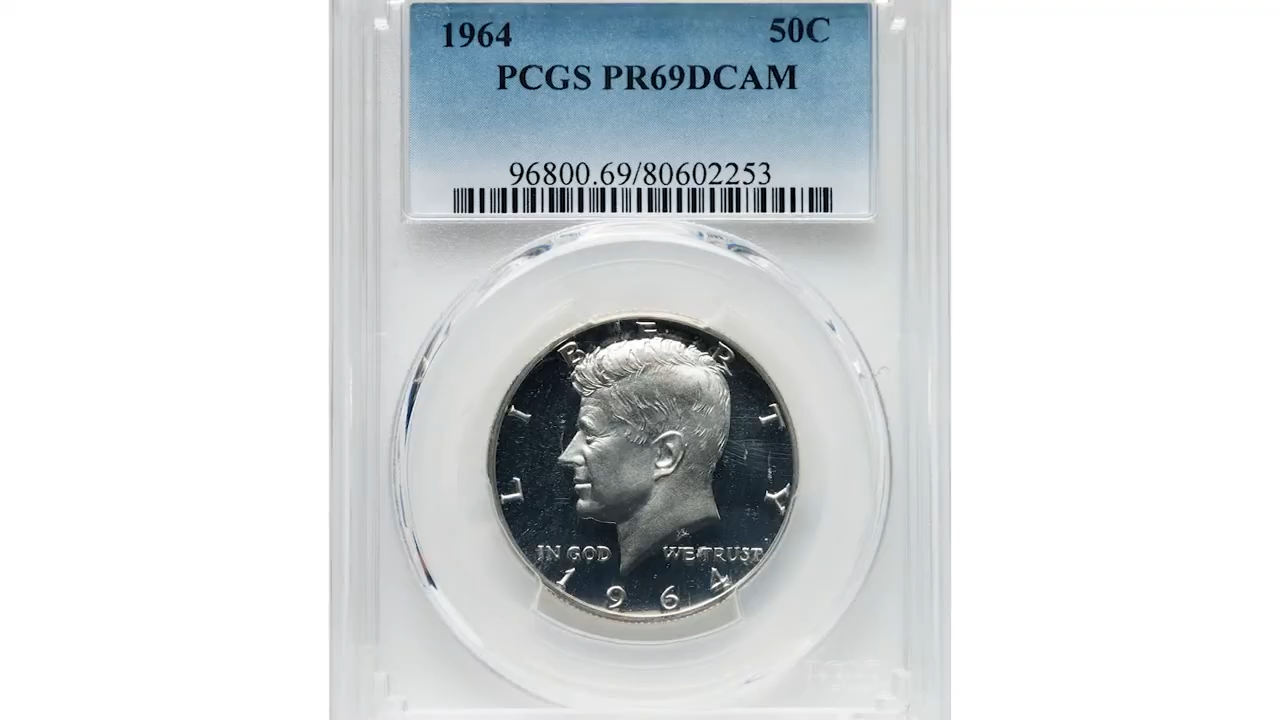 1964 50C
PCGS PR69DCAM
96800.69/80602253
LIBERTY
IN GOD WE TRUST
1964